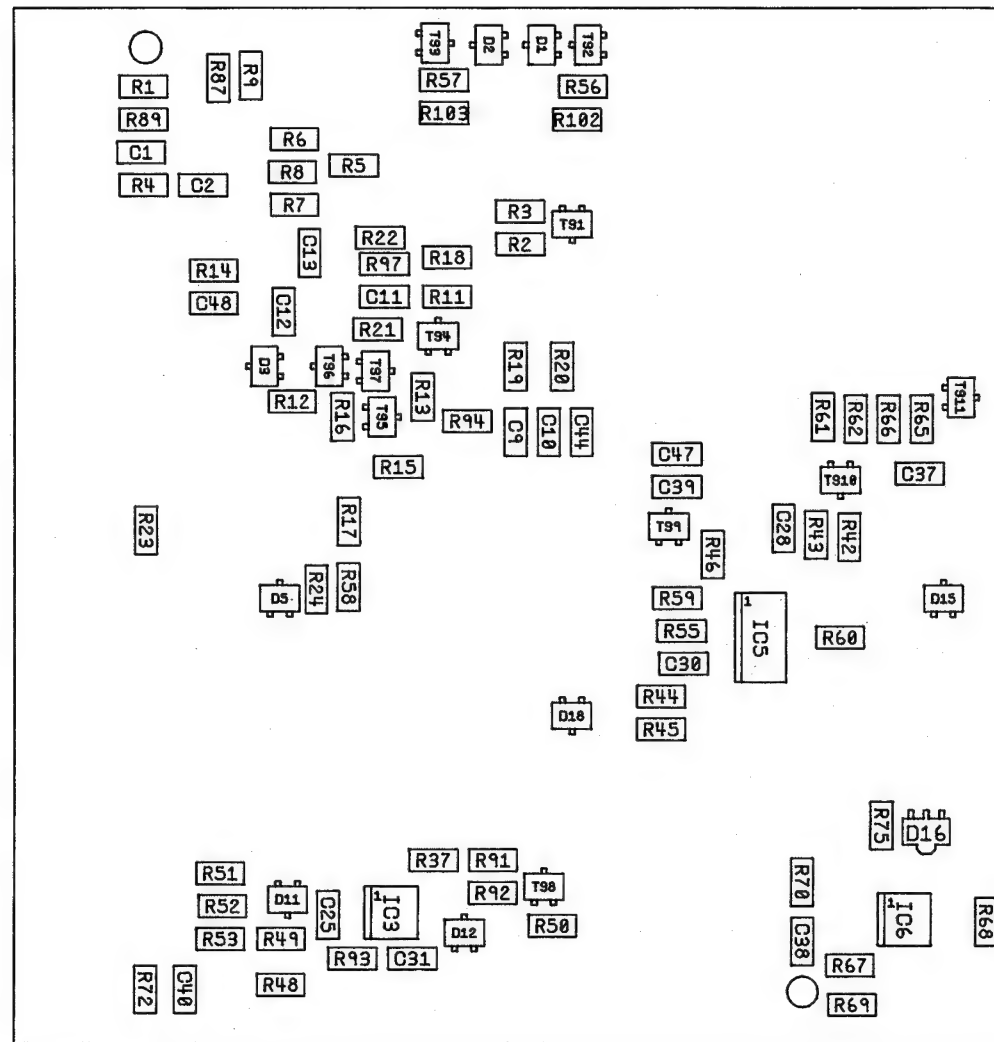 TS3 D2 D1 TS2
R87 R9 R57 R56
R1
R103 R102
R89
R6
C1
R5
R8
R4 C2
R7 R3 TS1
R22 R2
C13 R97 R18
R14
C11 R11
C48 C12
R21 TS4
D3 TS6 TS7 R19 R20
R13
R12 TS11
R16 TS5 R94 C9 C10 C44 R61 R62 R66 R65
C47
R15 C37
TS10
C39
R23 R17 TS9 C28 R43 R42
R46
R24 R58
D5 R59 D15
1
R55 IC5 R60
C30
R44
D18
R45
R75 D16
R37 R91
R51 R70
R92 TS8
D11 1 1
R52 C25 IC3 IC6 R68
R50
D12
R53 R49 C38
R93 C31 R67
R72 C40 R48
R69